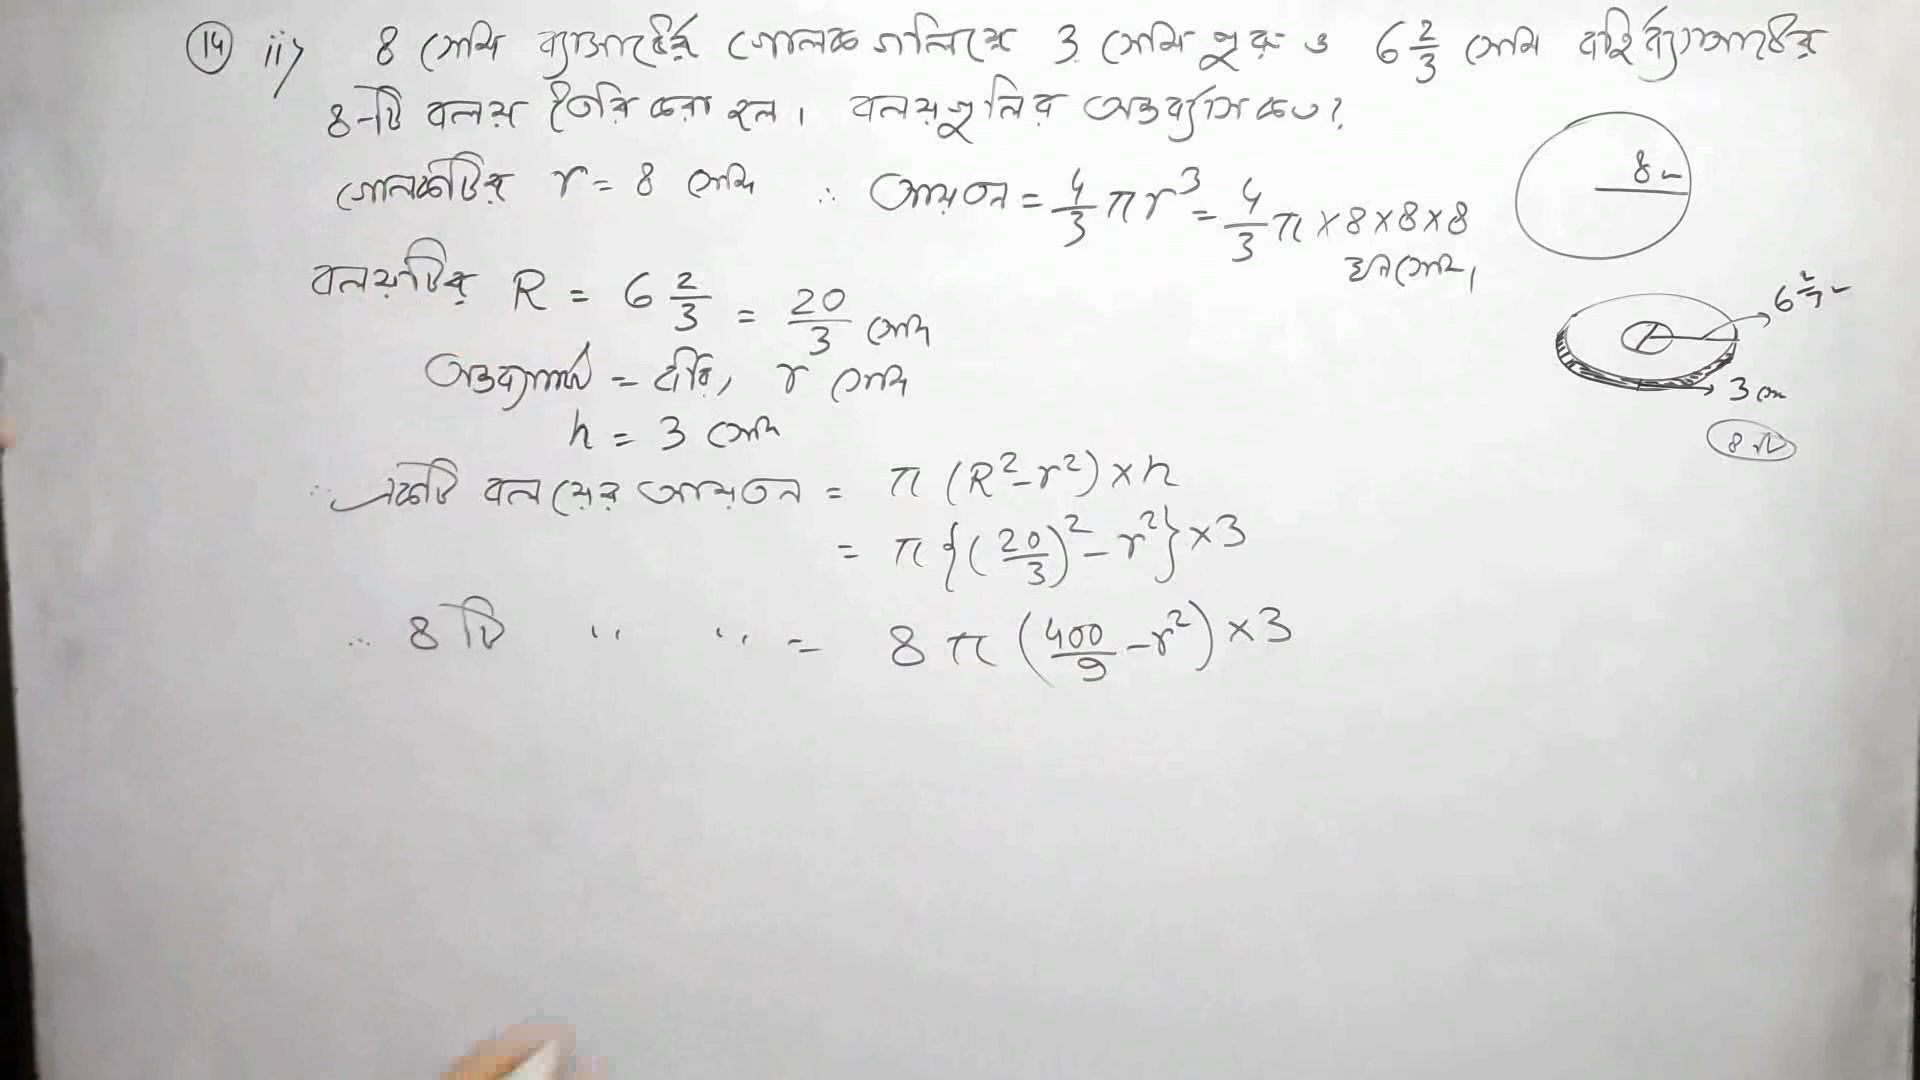 14 ii) 8 সেমি ব্যাসার্ধের গোলক গলিয়ে 3 সেমি পুরু ও 6 2/3 সেমি বহির্ব্যাসার্ধের
8-টি বলয় তৈরি করা হল। বলয়গুলির অন্তর্ব্যাস কত?
গোলকটির r = 8 সেমি ∴ আয়তন = 4/3 πr³ = 4/3 π × 8×8×8
ঘনসেমি।
8
বলয়টির R = 6 2/3 = 20/3 সেমি
6 2/3
অন্তর্ব্যাসার্ধ = ধরি, r সেমি
3 cm
h = 3 সেমি
8 টি
∴ একটি বলয়ের আয়তন = π (R² – r²) × h
= π {(20/3)² – r²} × 3
∴ 8 টি " " = 8 π (400/9 – r²) × 3